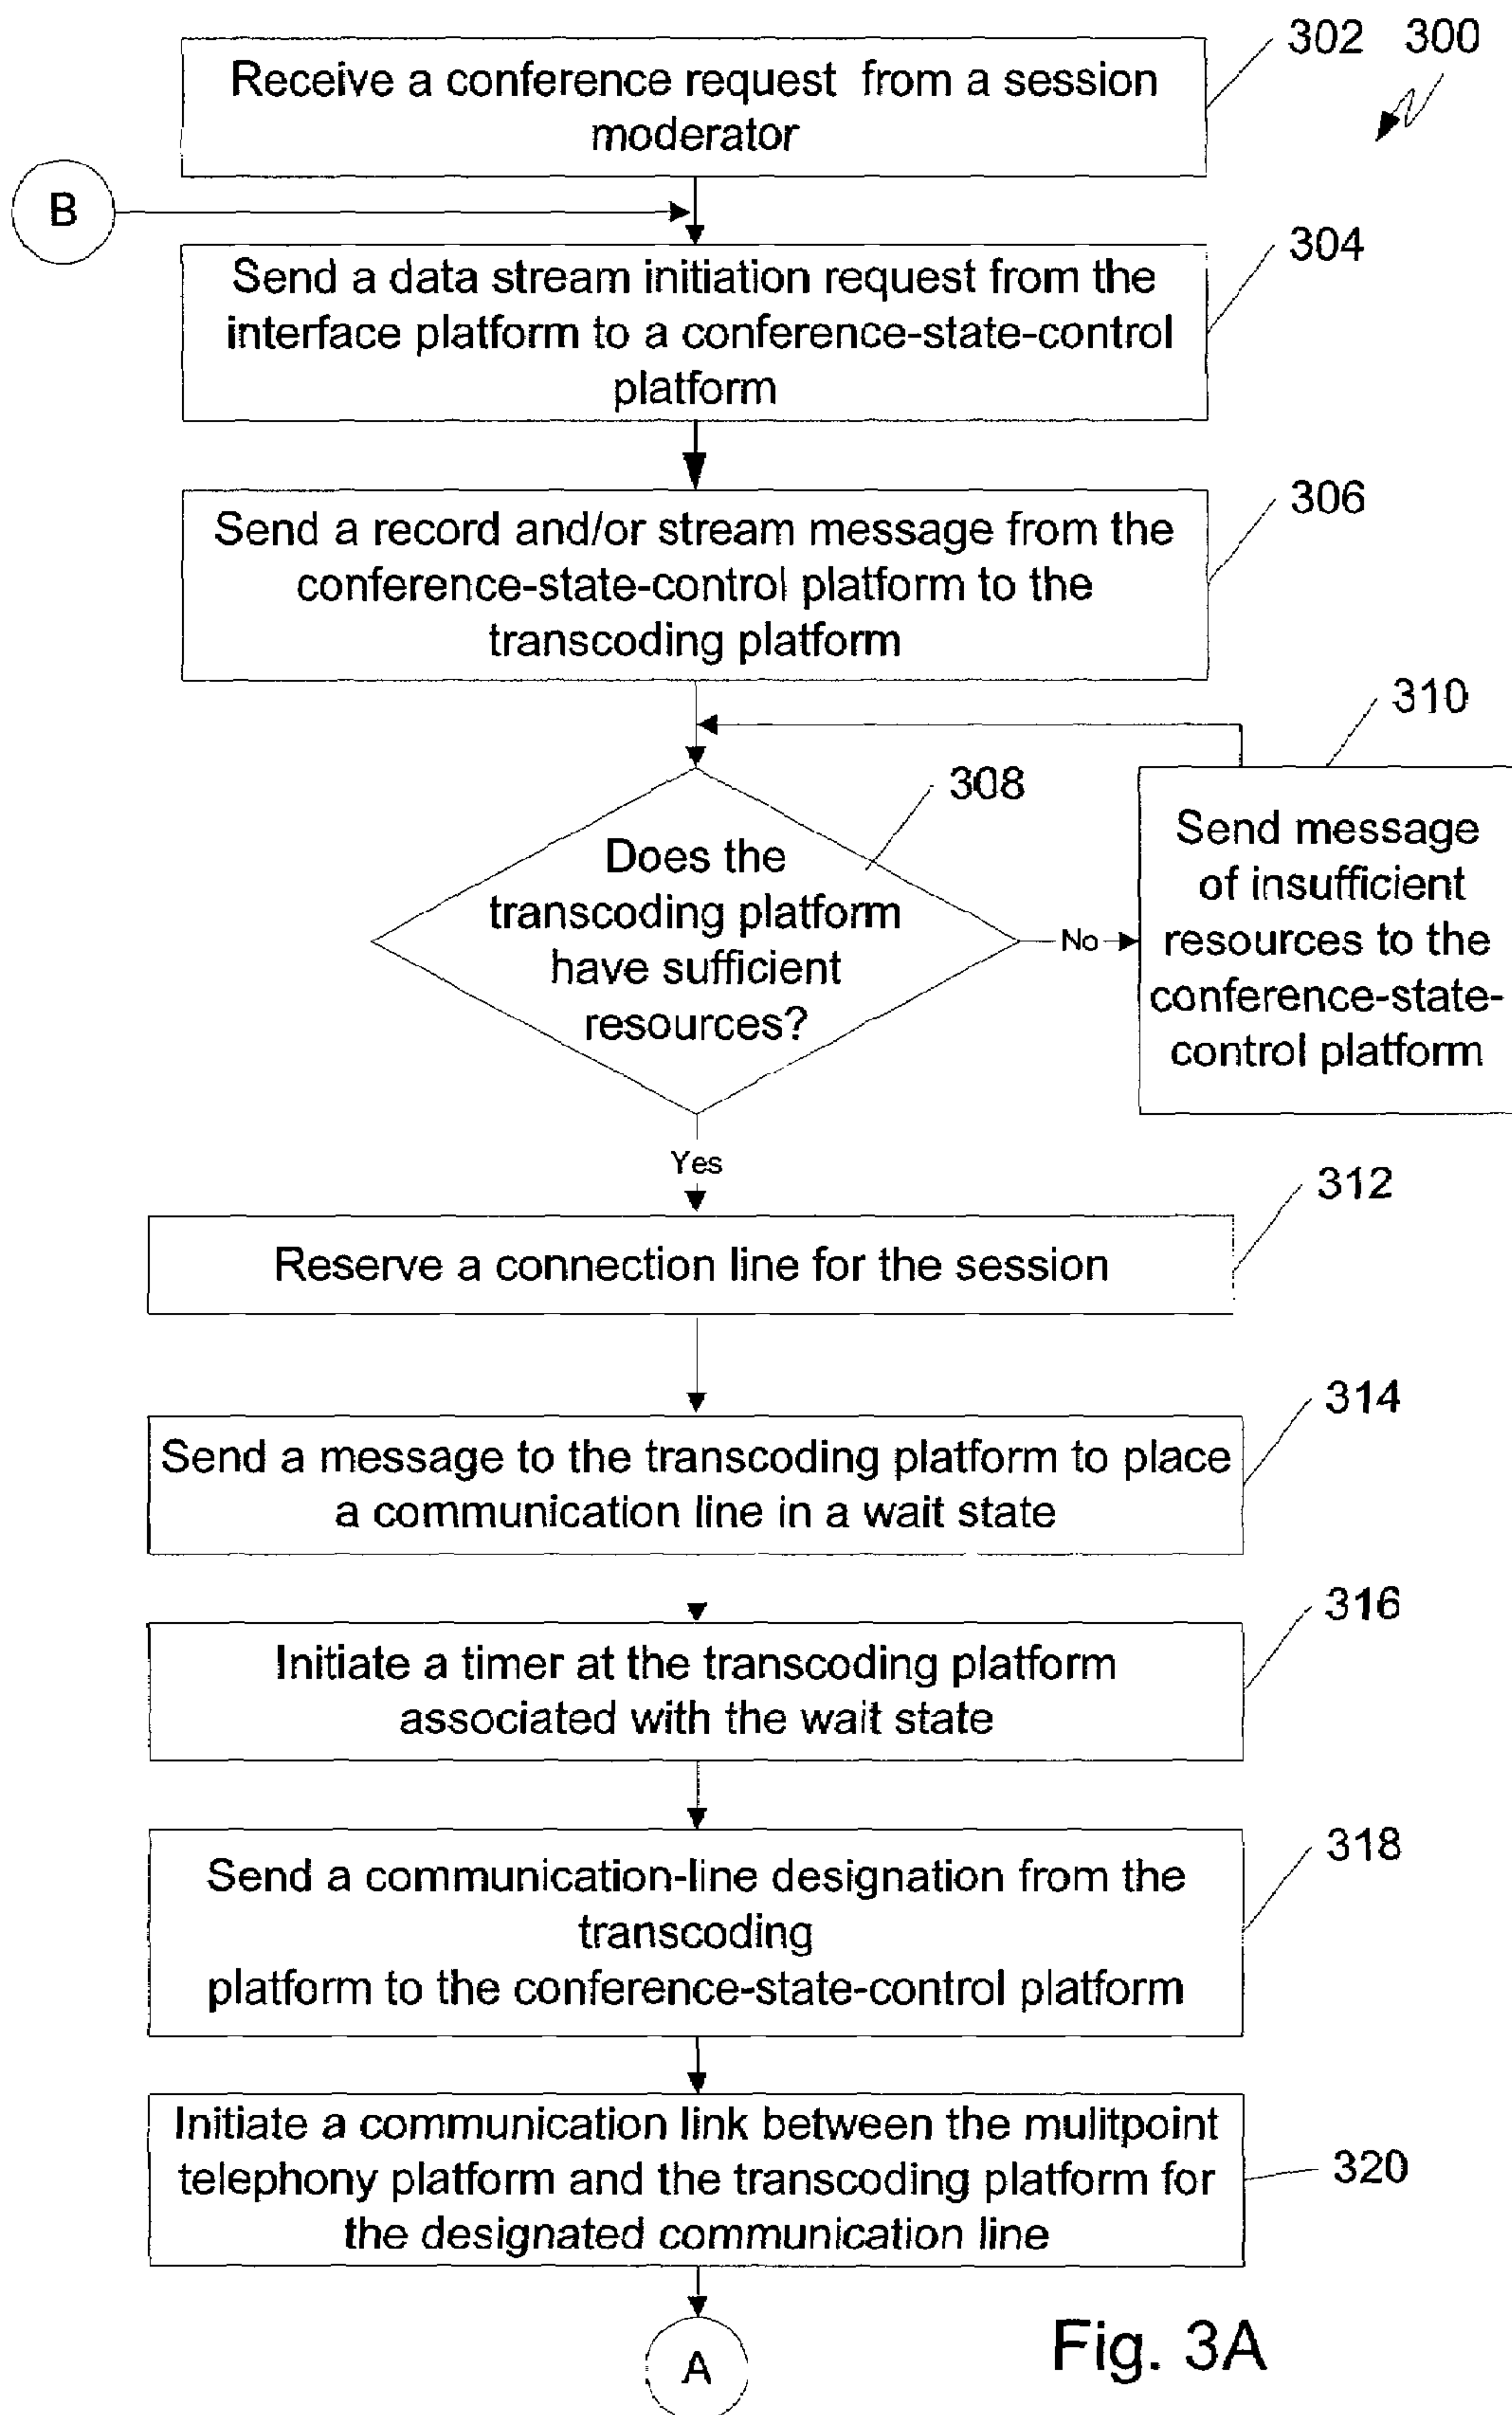 302 300
Receive a conference request from a session
moderator
B
304
Send a data stream initiation request from the
interface platform to a conference-state-control
platform
306
Send a record and/or stream message from the
conference-state-control platform to the
transcoding platform
310
308
Does the
transcoding platform
have sufficient
resources?
No
Send message
of insufficient
resources to the
conference-state-
control platform
Yes
312
Reserve a connection line for the session
314
Send a message to the transcoding platform to place
a communication line in a wait state
316
Initiate a timer at the transcoding platform
associated with the wait state
318
Send a communication-line designation from the
transcoding
platform to the conference-state-control platform
Initiate a communication link between the mulitpoint
telephony platform and the transcoding platform for
the designated communication line
320
A
Fig. 3A